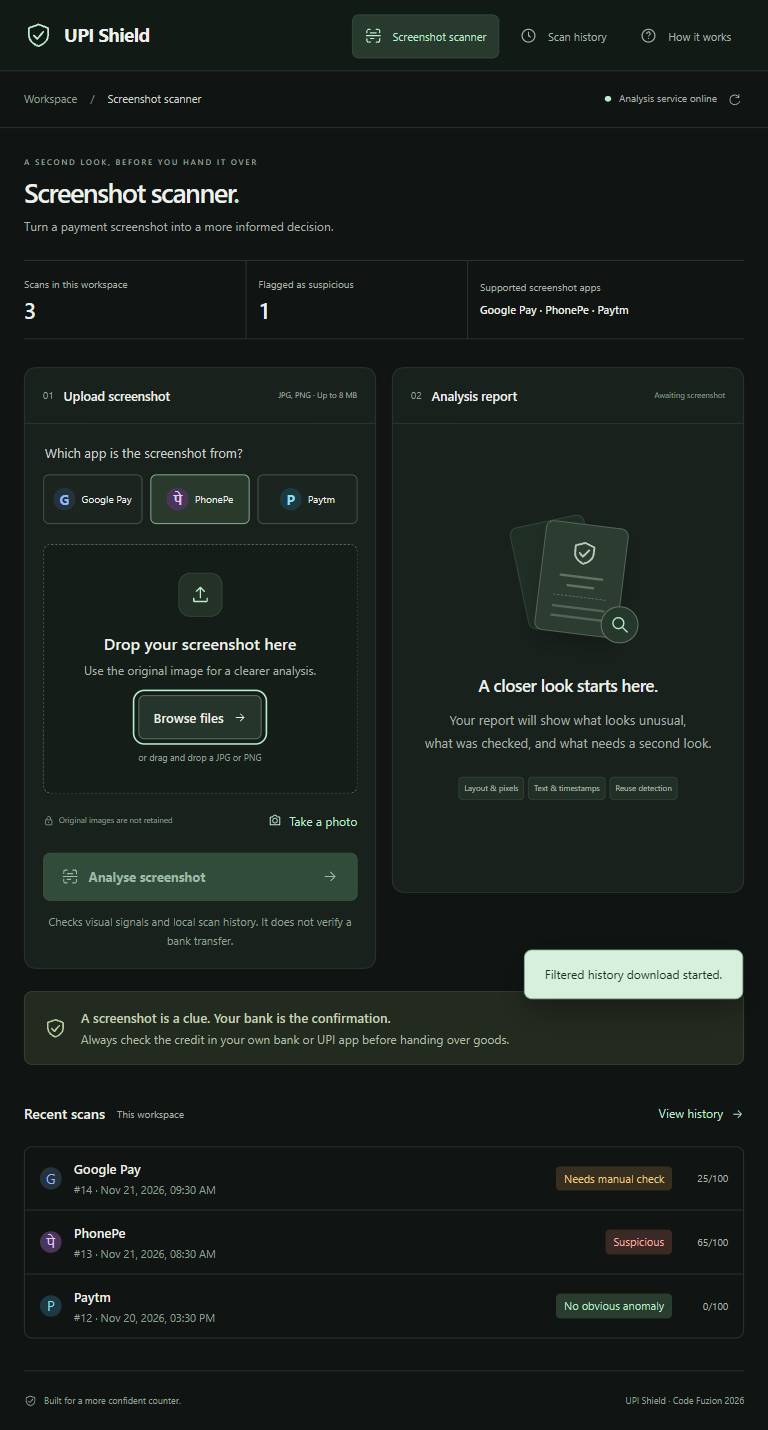 UPI Shield
Screenshot scanner
Scan history
How it works
Workspace / Screenshot scanner
Analysis service online
A SECOND LOOK, BEFORE YOU HAND IT OVER
Screenshot scanner.
Turn a payment screenshot into a more informed decision.
Scans in this workspace
3
Flagged as suspicious
1
Supported screenshot apps
Google Pay · PhonePe · Paytm
01 Upload screenshot
JPG, PNG · Up to 8 MB
Which app is the screenshot from?
G Google Pay
पे PhonePe
P Paytm
Drop your screenshot here
Use the original image for a clearer analysis.
Browse files →
or drag and drop a JPG or PNG
Original images are not retained
Take a photo
Analyse screenshot →
Checks visual signals and local scan history. It does not verify a
bank transfer.
02 Analysis report
Awaiting screenshot
A closer look starts here.
Your report will show what looks unusual,
what was checked, and what needs a second look.
Layout & pixels
Text & timestamps
Reuse detection
Filtered history download started.
A screenshot is a clue. Your bank is the confirmation.
Always check the credit in your own bank or UPI app before handing over goods.
Recent scans This workspace
View history →
G Google Pay
#14 · Nov 21, 2026, 09:30 AM
Needs manual check 25/100
पे PhonePe
#13 · Nov 21, 2026, 08:30 AM
Suspicious 65/100
P Paytm
#12 · Nov 20, 2026, 03:30 PM
No obvious anomaly 0/100
Built for a more confident counter.
UPI Shield · Code Fuzion 2026